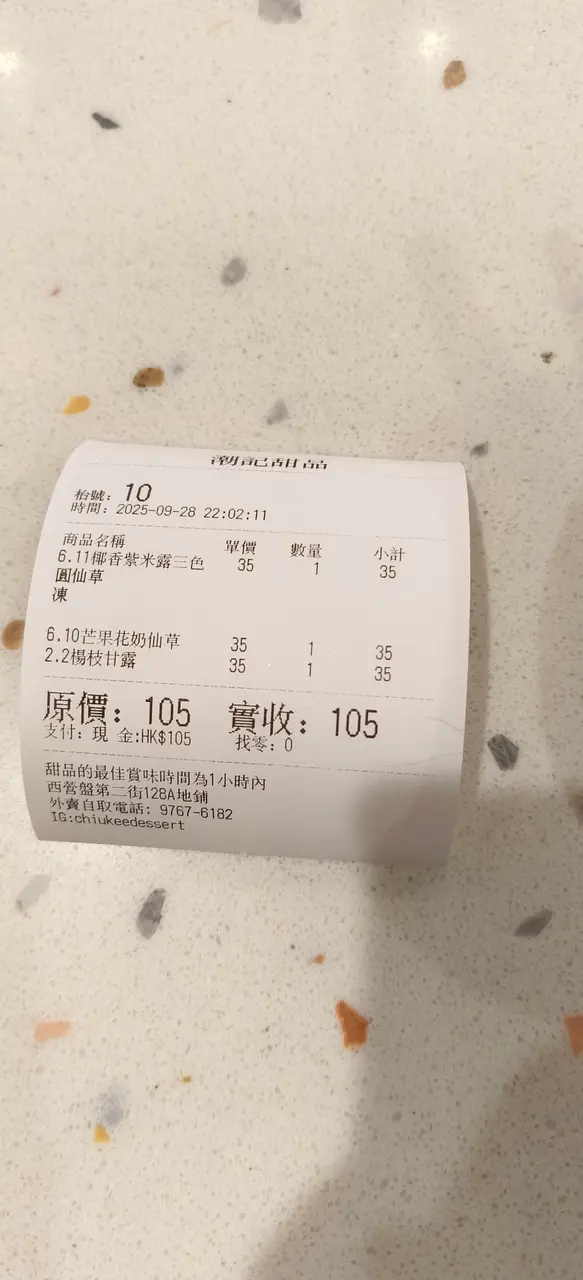 潮記甜品
枱號: 10
時間: 2025-09-28 22:02:11
商品名稱 單價 數量 小計
6.11椰香紫米露三色 35 1 35
圓仙草
凍
6.10芒果花奶仙草 35 1 35
2.2楊枝甘露 35 1 35
原價: 105 實收: 105
支付: 現 金:HK$105 找零: 0
甜品的最佳賞味時間為1小時內
西營盤第二街128A地鋪
外賣自取電話: 9767-6182
IG:chiukeedessert